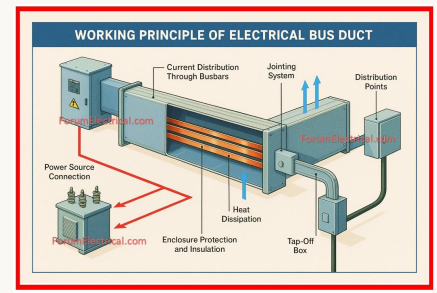 WORKING PRINCIPLE OF ELECTRICAL BUS DUCT
Current Distribution
Through Busbars
Jointing
System
Distribution
Points
ForumElectrical.com
ForumElectrical.com
Power Source
Connection
Heat
Dissipation
ForumElectrical.com
Enclosure Protection
and Insulation
Tap-Off
Box